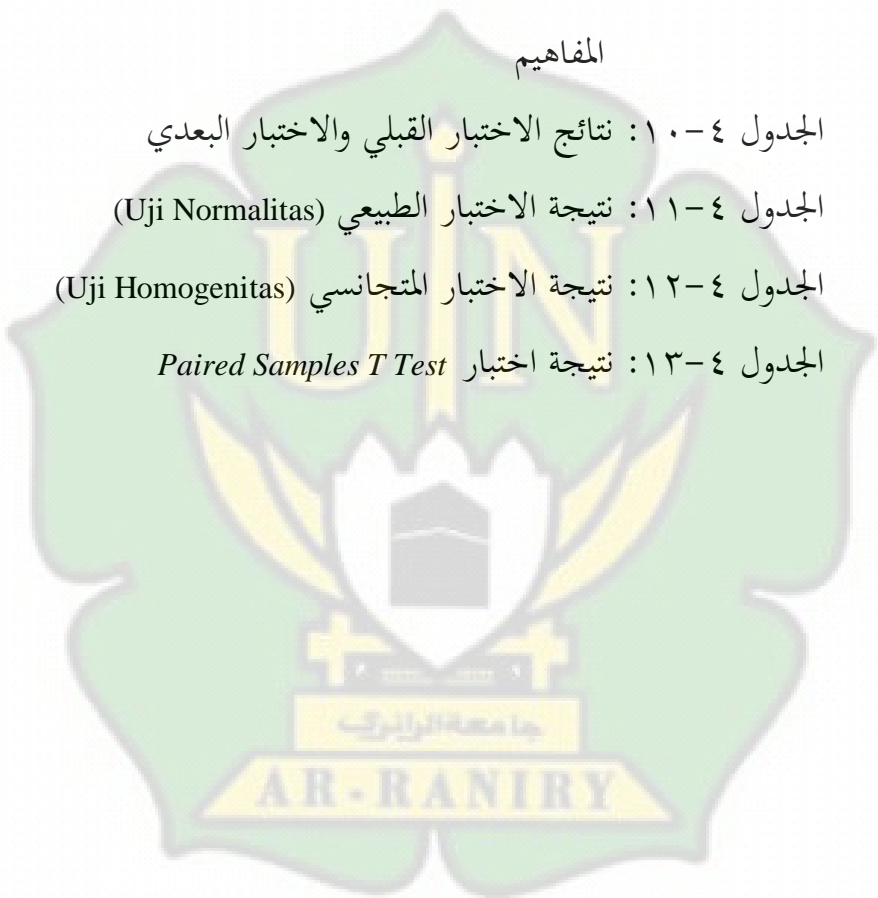 المفاهيم
الجدول ٤-١٠: نتائج الاختبار القبلي والاختبار البعدي
الجدول ٤-١١: نتيجة الاختبار الطبيعي (Uji Normalitas)
الجدول ٤-١٢: نتيجة الاختبار المتجانسي (Uji Homogenitas)
الجدول ٤-١٣: نتيجة اختبار Paired Samples T Test
UIN
جامعة الرانري
AR-RANIRY